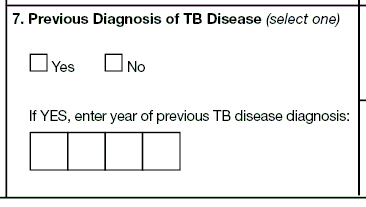 7. Previous Diagnosis of TB Disease (select one)
Yes No
If YES, enter year of previous TB disease diagnosis: